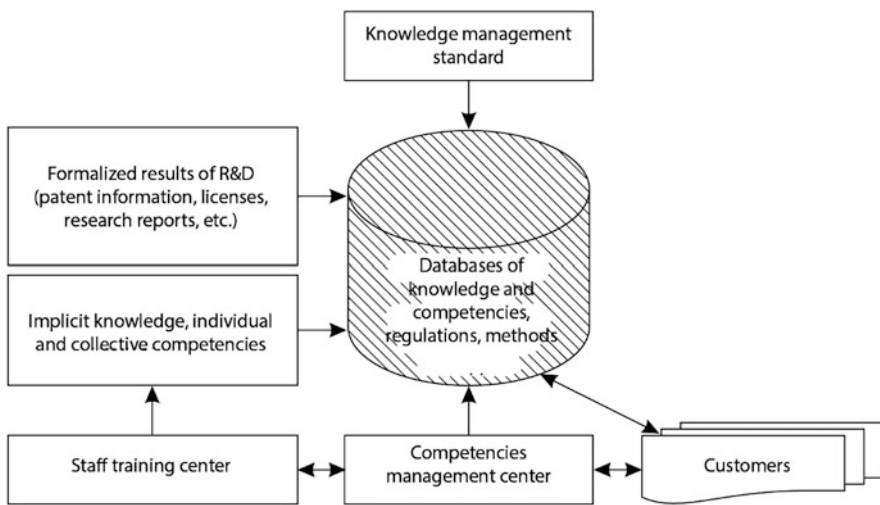 Knowledge management
standard
Formalized results of R&D
(patent information, licenses,
research reports, etc.)
Databases of
knowledge and
competencies,
regulations, methods
Implicit knowledge, individual
and collective competencies
Staff training center
Competencies
management center
Customers